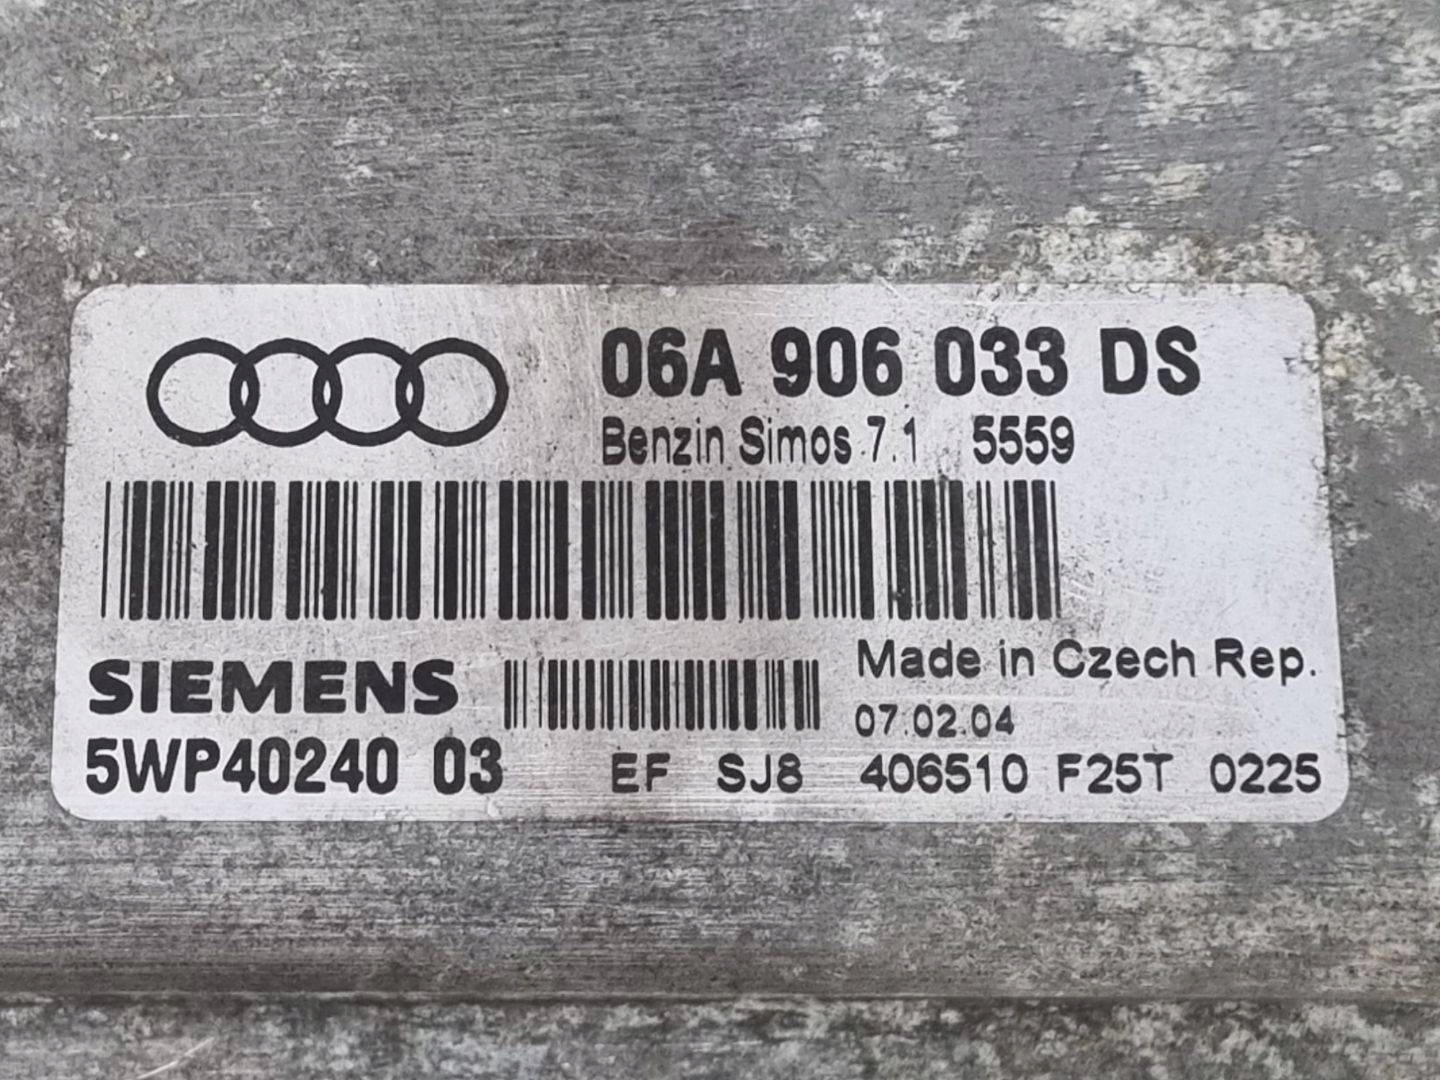 06A 906 033 DS
Benzin Simos 7.1 5559
SIEMENS
Made in Czech Rep.
07.02.04
5WP40240 03 EF SJ8 406510 F25T 0225